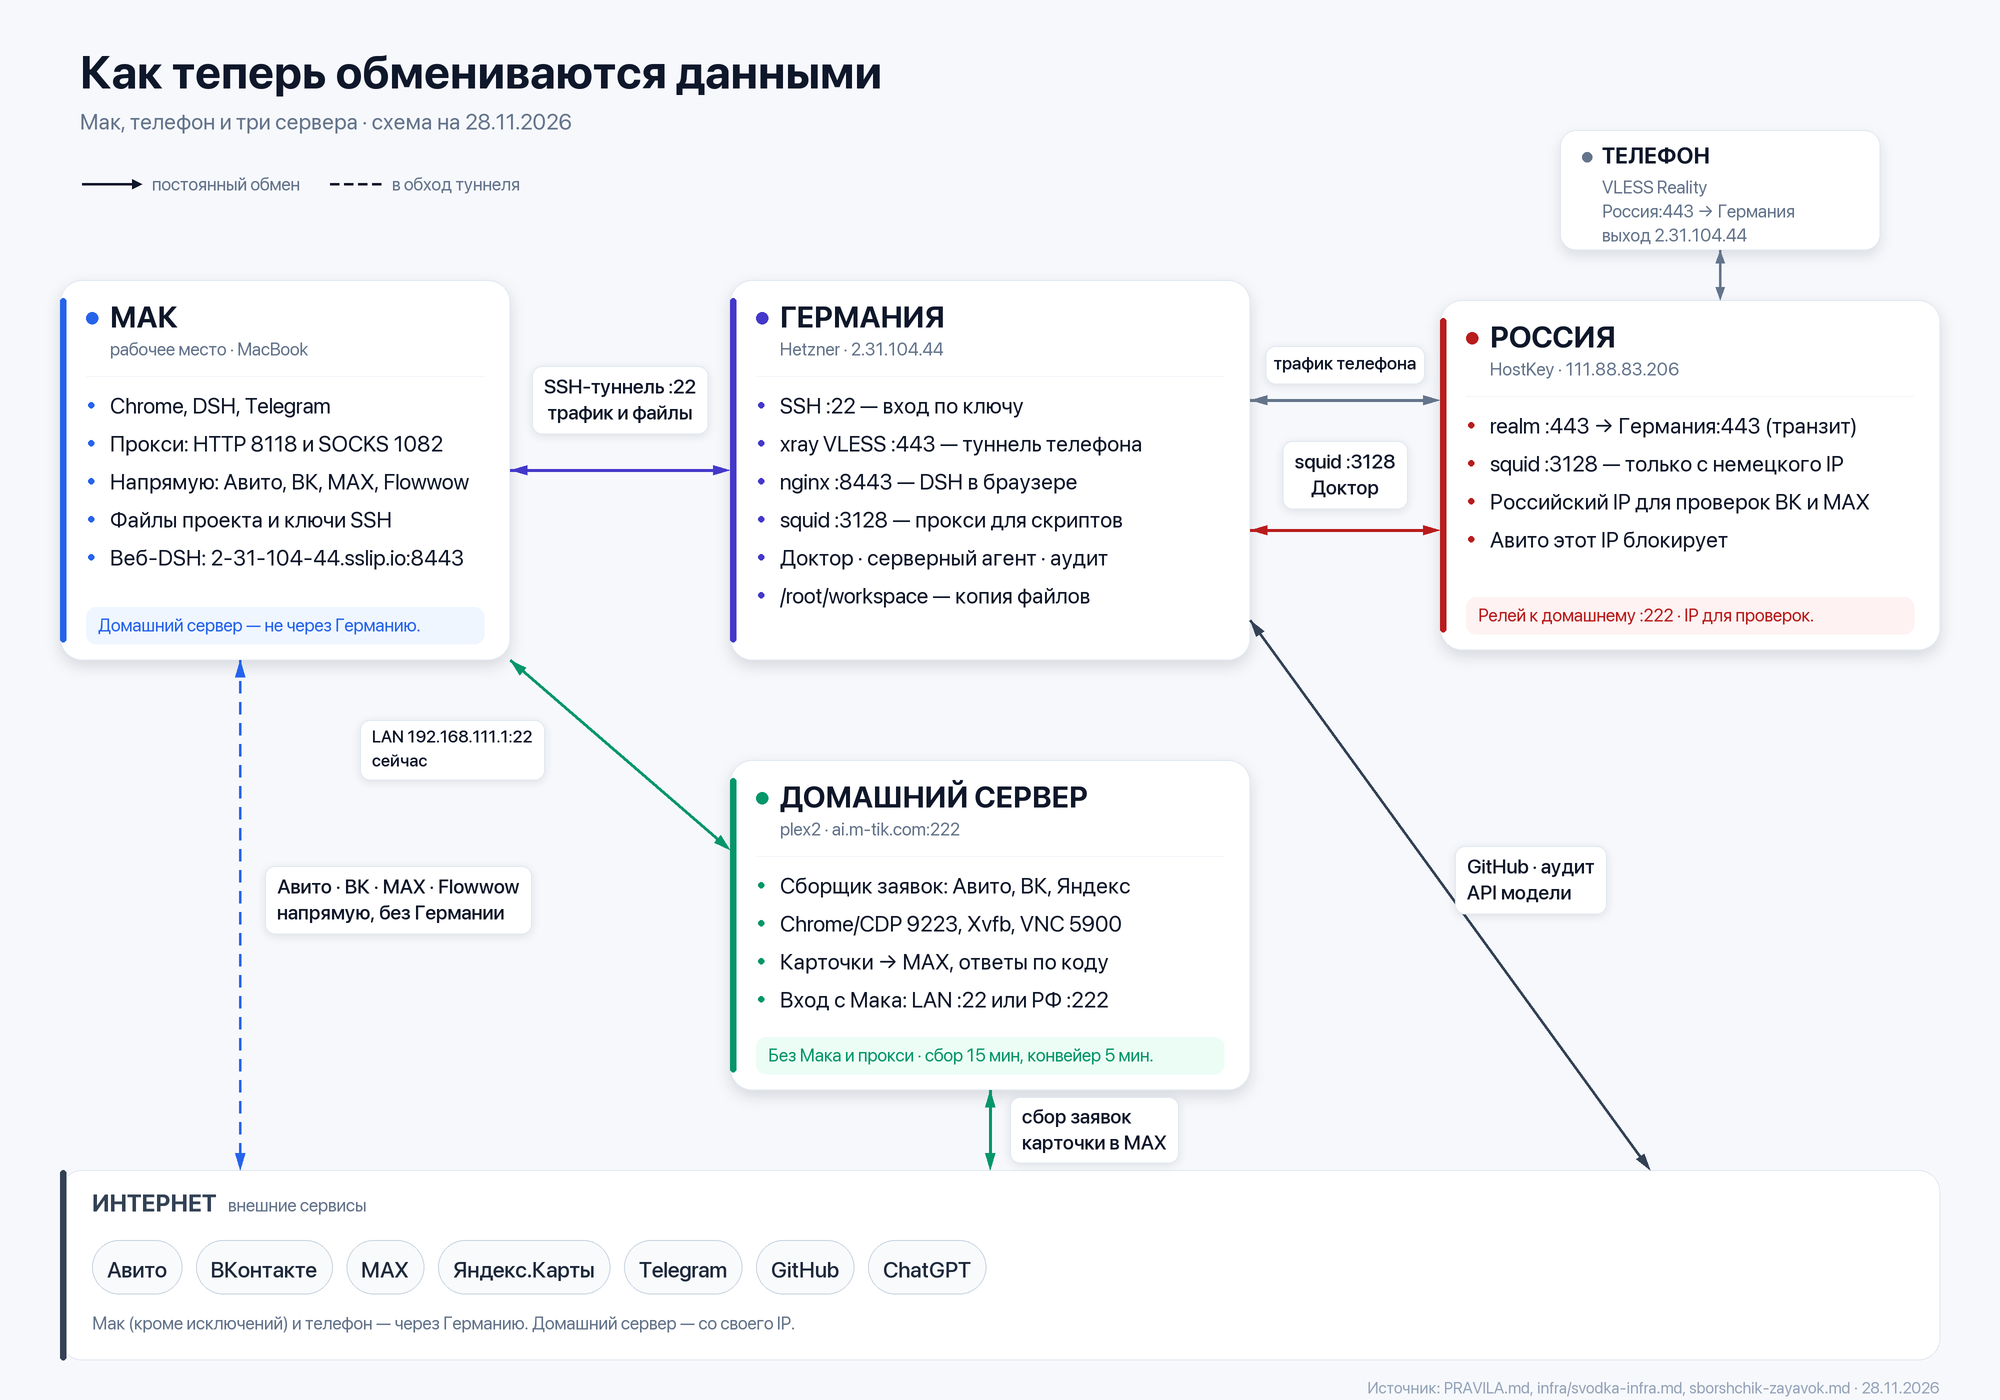 Как теперь обмениваются данными
Мак, телефон и три сервера · схема на 28.11.2026
постоянный обмен
в обход туннеля
ТЕЛЕФОН
VLESS Reality
Россия:443 → Германия
выход 2.31.104.44
МАК
рабочее место · MacBook
Chrome, DSH, Telegram
Прокси: HTTP 8118 и SOCKS 1082
Напрямую: Авито, ВК, MAX, Flowwow
Файлы проекта и ключи SSH
Веб-DSH: 2-31-104-44.sslip.io:8443
Домашний сервер — не через Германию.
SSH-туннель :22
трафик и файлы
ГЕРМАНИЯ
Hetzner · 2.31.104.44
SSH :22 — вход по ключу
xray VLESS :443 — туннель телефона
nginx :8443 — DSH в браузере
squid :3128 — прокси для скриптов
Доктор · серверный агент · аудит
/root/workspace — копия файлов
трафик телефона
squid :3128
Доктор
РОССИЯ
HostKey · 111.88.83.206
realm :443 → Германия:443 (транзит)
squid :3128 — только с немецкого IP
Российский IP для проверок ВК и MAX
Авито этот IP блокирует
Релей к домашнему :222 · IP для проверок.
LAN 192.168.111.1:22
сейчас
Авито · ВК · MAX · Flowwow
напрямую, без Германии
ДОМАШНИЙ СЕРВЕР
plex2 · ai.m-tik.com:222
Сборщик заявок: Авито, ВК, Яндекс
Chrome/CDP 9223, Xvfb, VNC 5900
Карточки → MAX, ответы по коду
Вход с Мака: LAN :22 или РФ :222
Без Мака и прокси · сбор 15 мин, конвейер 5 мин.
GitHub · аудит
API модели
сбор заявок
карточки в MAX
ИНТЕРНЕТ внешние сервисы
Авито ВКонтакте MAX Яндекс.Карты Telegram GitHub ChatGPT
Мак (кроме исключений) и телефон — через Германию. Домашний сервер — со своего IP.
Источник: PRAVILA.md, infra/svodka-infra.md, sborshchik-zayavok.md · 28.11.2026